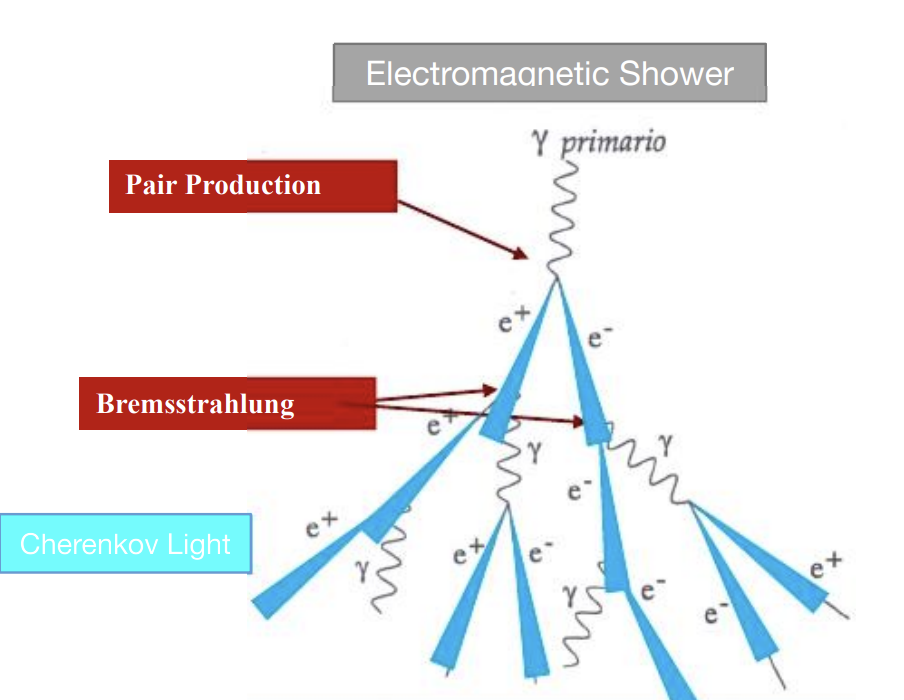 Electromagnetic Shower
γ primario
Pair Production
e+
e-
Bremsstrahlung
e+
γ
γ
e-
e+
Cherenkov Light
γ
e+
e-
γ
e-
e-
e+